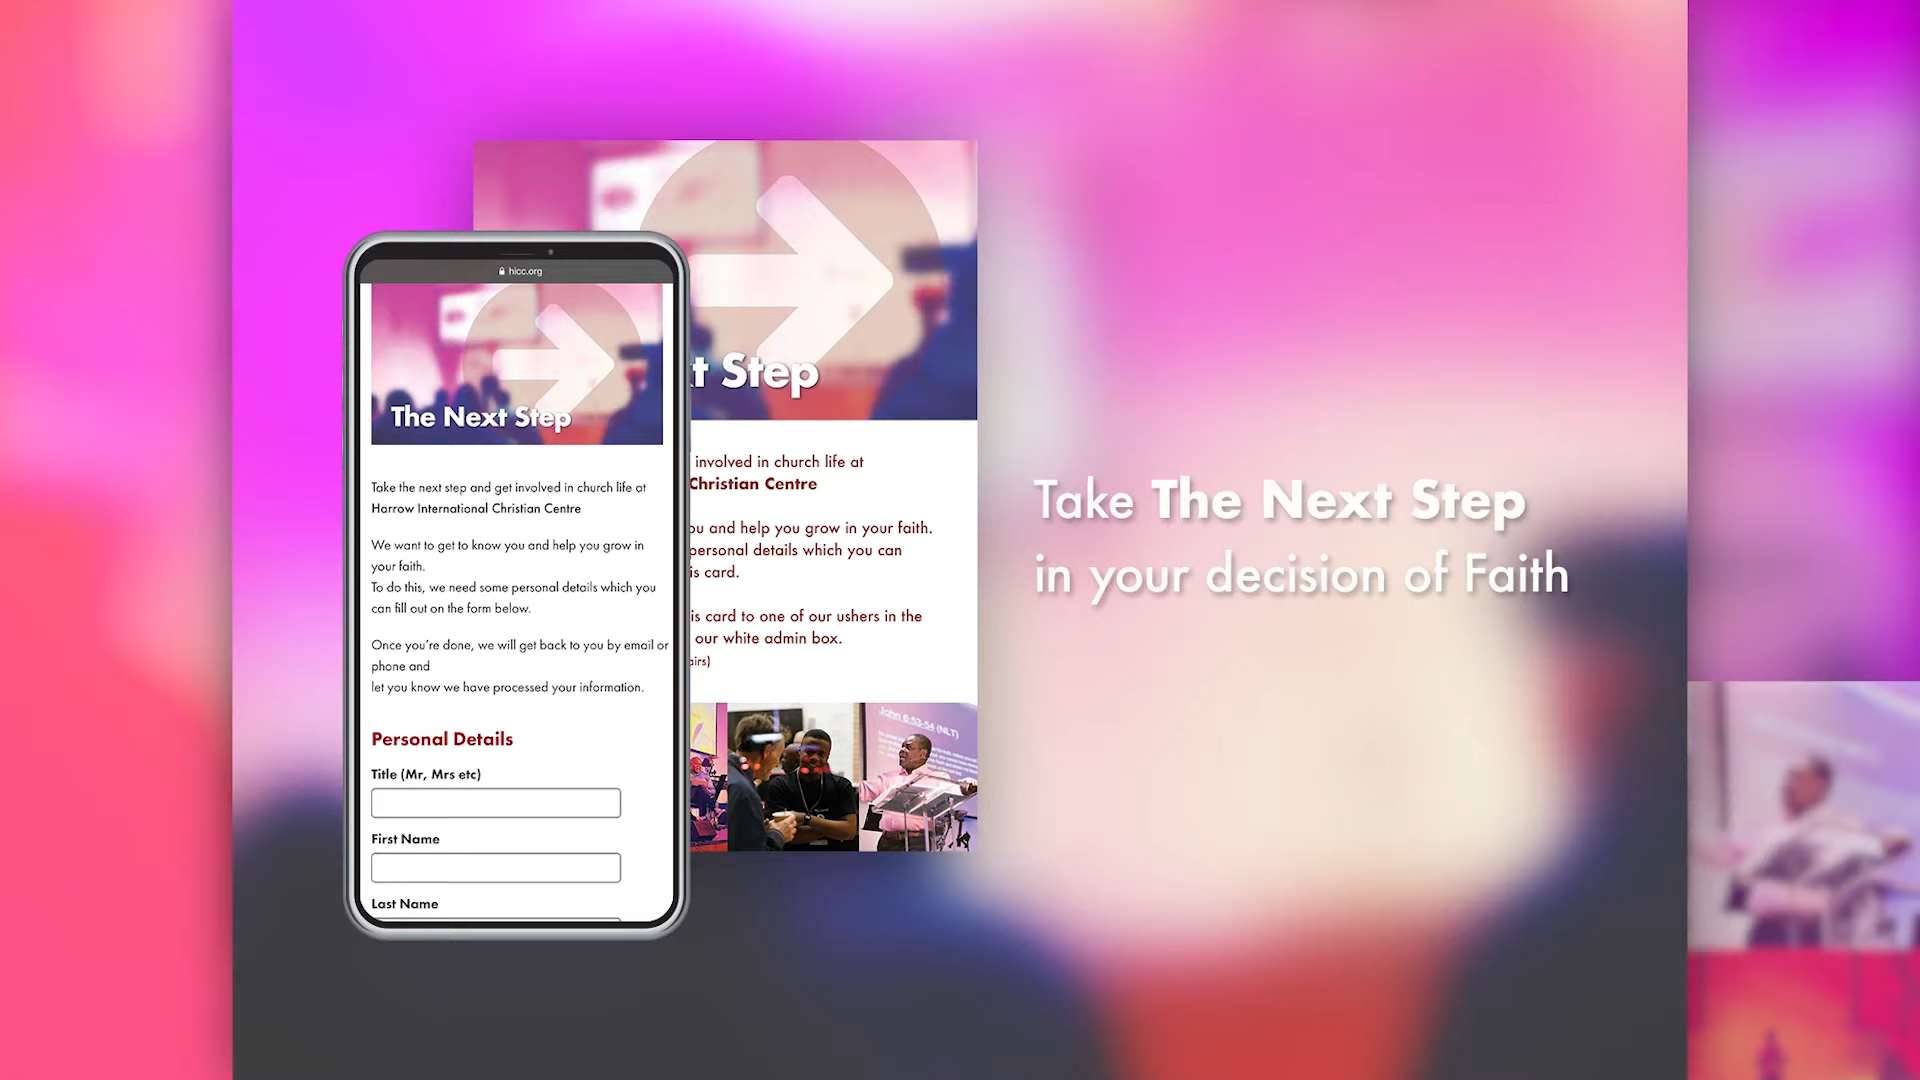 hicc.org
The Next Step
Take the next step and get involved in church life at
Harrow International Christian Centre
We want to get to know you and help you grow in
your faith.
To do this, we need some personal details which you
can fill out on the form below.
Once you're done, we will get back to you by email or
phone and
let you know we have processed your information.
Personal Details
Title (Mr, Mrs etc)
First Name
Last Name
t Step
involved in church life at
Christian Centre
ou and help you grow in your faith.
personal details which you can
is card.
is card to one of our ushers in the
our white admin box.
airs)
John 6:53-54 (NLT)
Take The Next Step
in your decision of Faith